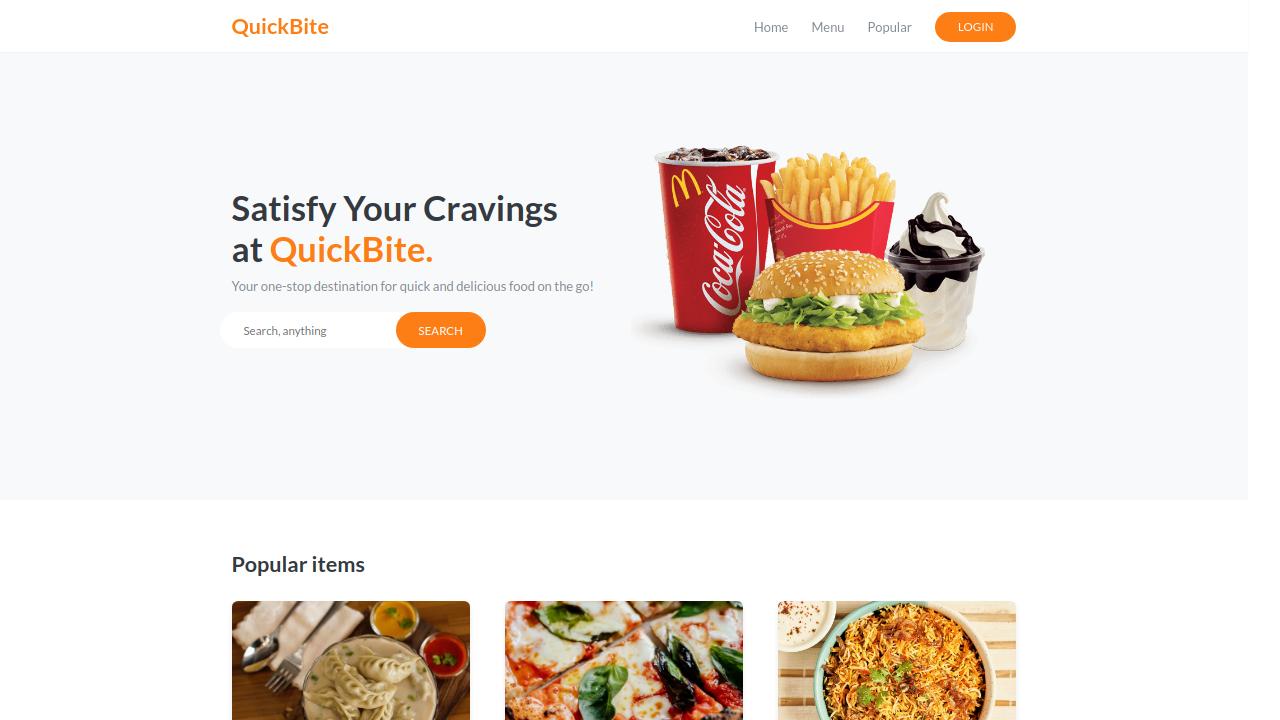 QuickBite
Home
Menu
Popular
LOGIN
Satisfy Your Cravings
at QuickBite.
Your one-stop destination for quick and delicious food on the go!
Search, anything
SEARCH
Coca-Cola
Popular items